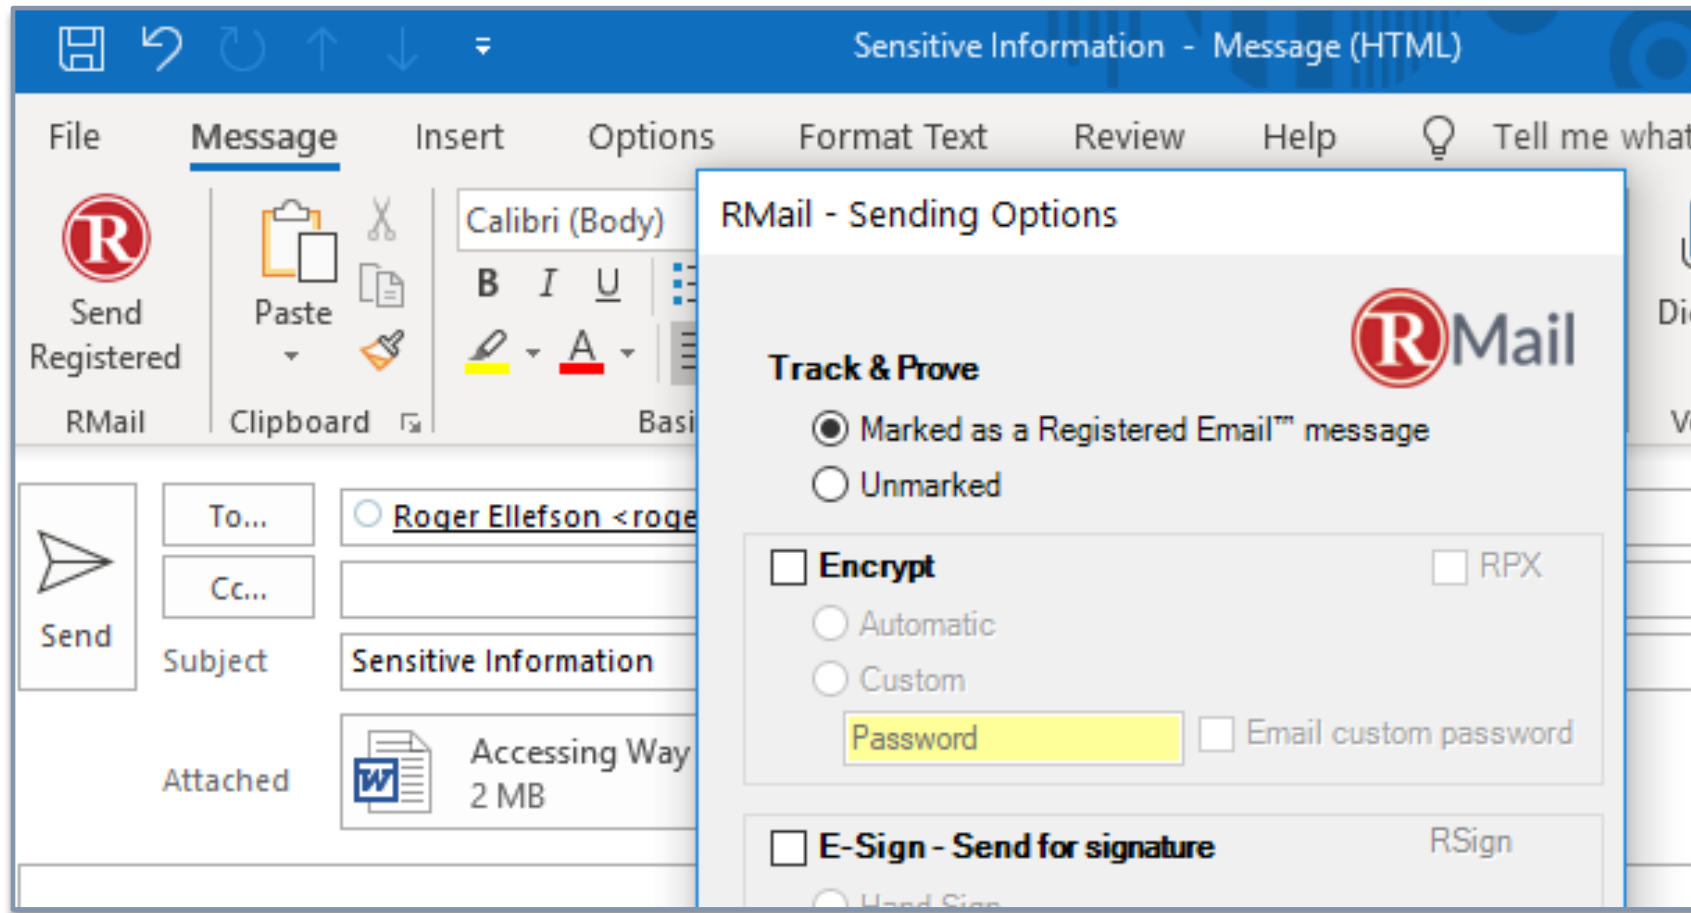 Sensitive Information - Message (HTML)
File Message Insert Options Format Text Review Help Tell me what
Send
Registered
RMail
Paste
Clipboard
Calibri (Body)
B I U
A
Basi
RMail - Sending Options
R Mail
Track & Prove
Marked as a Registered Email™ message
Unmarked
Encrypt RPX
Automatic
Custom
Password Email custom password
E-Sign - Send for signature RSign
Hand Sign
Send
To... Roger Ellefson <roge
Cc...
Subject Sensitive Information
Attached Accessing Way
2 MB